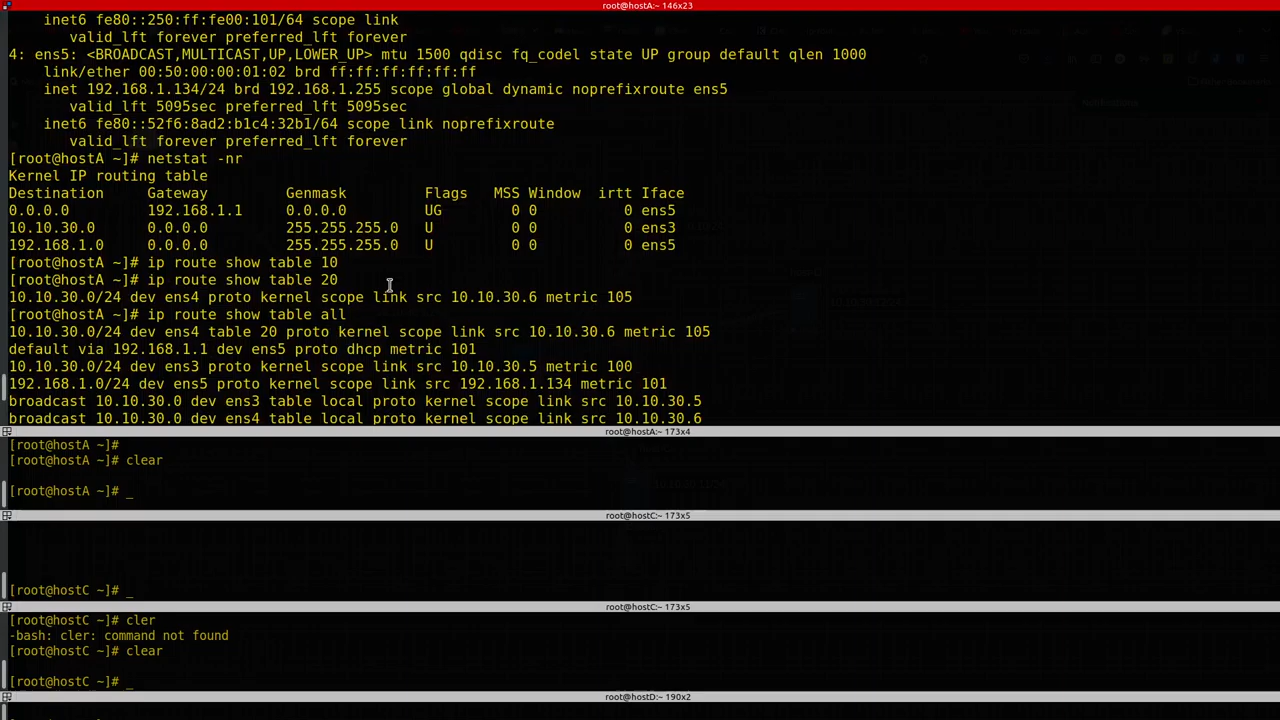 root@hostA:~ 146x23
inet6 fe80::250:ff:fe00:101/64 scope link
valid_lft forever preferred_lft forever
4: ens5: <BROADCAST,MULTICAST,UP,LOWER_UP> mtu 1500 qdisc fq_codel state UP group default qlen 1000
link/ether 00:50:00:00:01:02 brd ff:ff:ff:ff:ff:ff
inet 192.168.1.134/24 brd 192.168.1.255 scope global dynamic noprefixroute ens5
valid_lft 5095sec preferred_lft 5095sec
inet6 fe80::52f6:8ad2:b1c4:32b1/64 scope link noprefixroute
valid_lft forever preferred_lft forever
[root@hostA ~]# netstat -nr
Kernel IP routing table
Destination Gateway Genmask Flags MSS Window irtt Iface
0.0.0.0 192.168.1.1 0.0.0.0 UG 0 0 0 ens5
10.10.30.0 0.0.0.0 255.255.255.0 U 0 0 0 ens3
192.168.1.0 0.0.0.0 255.255.255.0 U 0 0 0 ens5
[root@hostA ~]# ip route show table 10
[root@hostA ~]# ip route show table 20
10.10.30.0/24 dev ens4 proto kernel scope link src 10.10.30.6 metric 105
[root@hostA ~]# ip route show table all
10.10.30.0/24 dev ens4 table 20 proto kernel scope link src 10.10.30.6 metric 105
default via 192.168.1.1 dev ens5 proto dhcp metric 101
10.10.30.0/24 dev ens3 proto kernel scope link src 10.10.30.5 metric 100
192.168.1.0/24 dev ens5 proto kernel scope link src 192.168.1.134 metric 101
broadcast 10.10.30.0 dev ens3 table local proto kernel scope link src 10.10.30.5
broadcast 10.10.30.0 dev ens4 table local proto kernel scope link src 10.10.30.6
root@hostA:~ 173x4
[root@hostA ~]#
[root@hostA ~]# clear
[root@hostA ~]# _
root@hostC:~ 173x5
[root@hostC ~]# _
root@hostC:~ 173x5
[root@hostC ~]# cler
-bash: cler: command not found
[root@hostC ~]# clear
[root@hostC ~]# _
root@hostD:~ 190x2